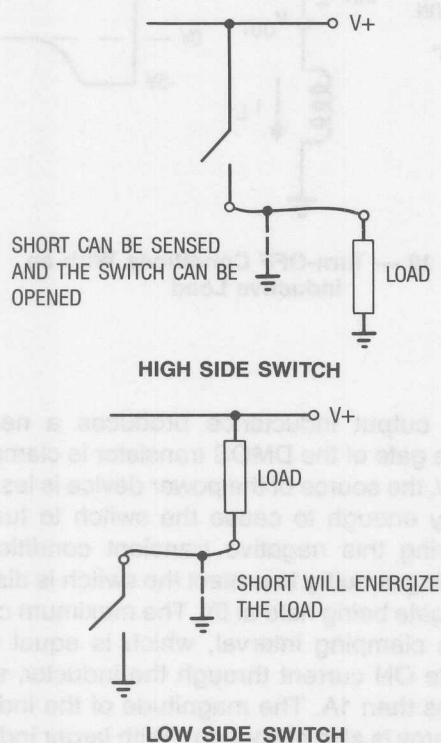 V+
SHORT CAN BE SENSED
AND THE SWITCH CAN BE
OPENED
LOAD
HIGH SIDE SWITCH
V+
LOAD
SHORT WILL ENERGIZE
THE LOAD
LOW SIDE SWITCH